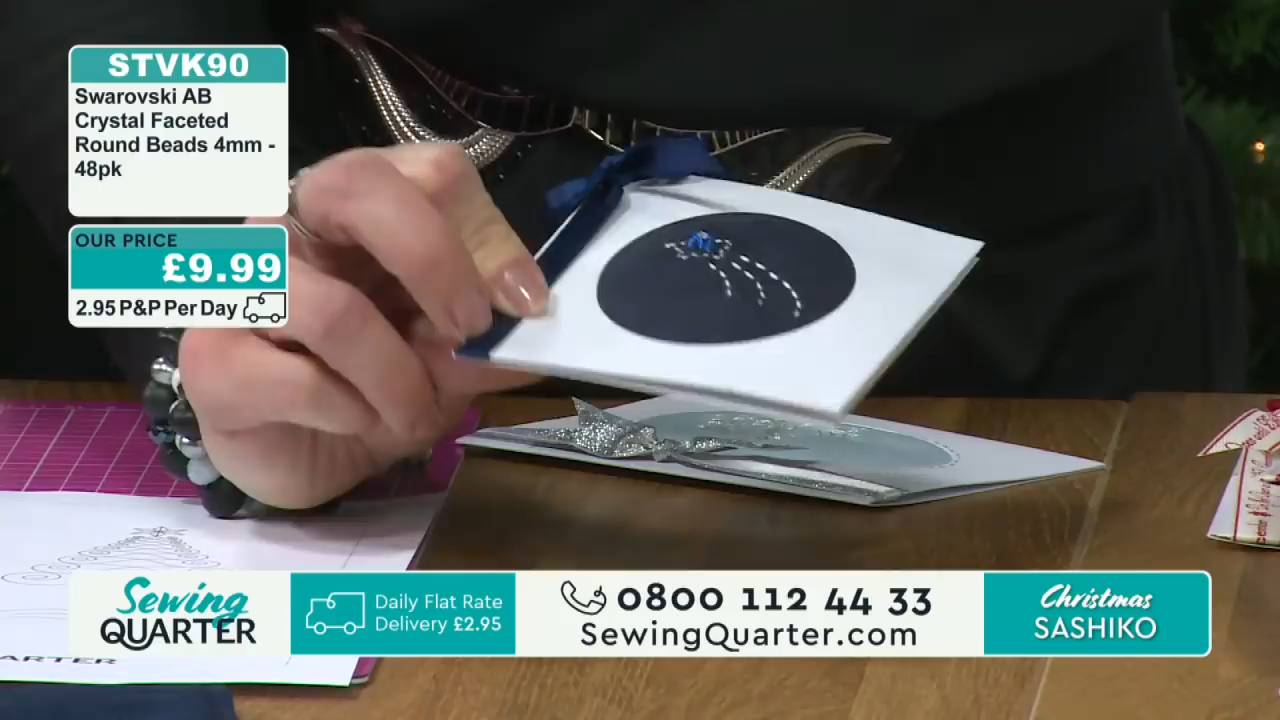 STVK90
Swarovski AB
Crystal Faceted
Round Beads 4mm -
48pk
OUR PRICE
£9.99
2.95 P&P Per Day
Sewing
QUARTER
Daily Flat Rate
Delivery £2.95
0800 112 44 33
SewingQuarter.com
Christmas
SASHIKO
ARTER